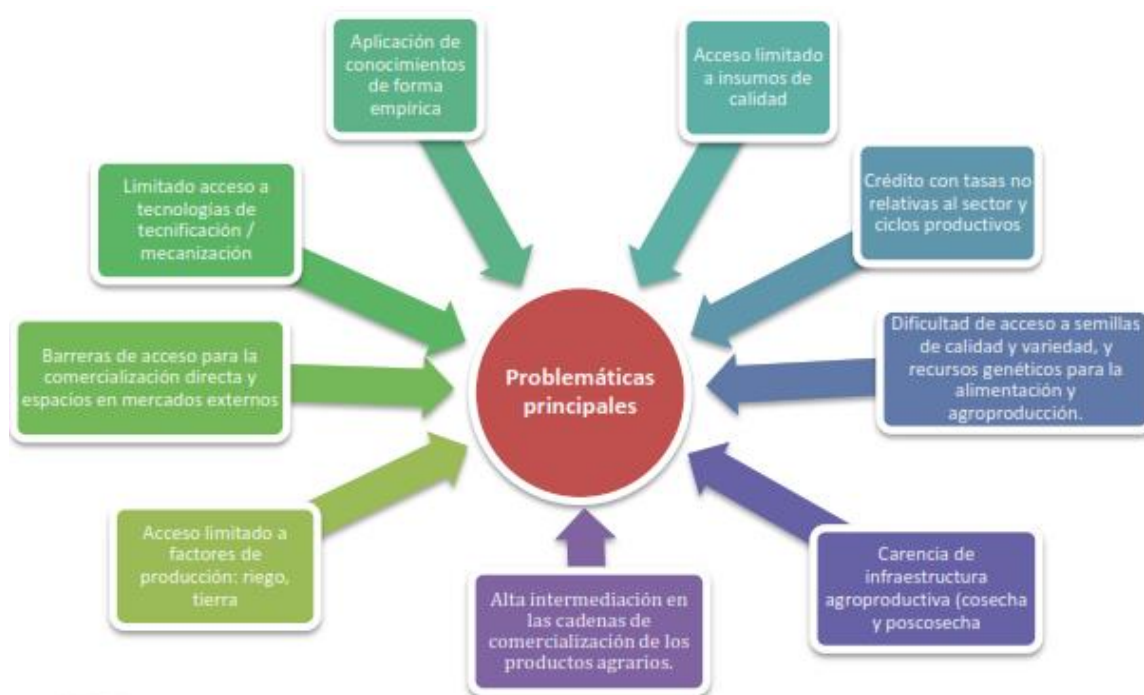 Aplicación de
conocimientos
de forma
empírica
Acceso limitado
a insumos de
calidad
Limitado acceso a
tecnologías de
tecnificación /
mecanización
Crédito con tasas no
relativas al sector y
ciclos productivos
Barreras de acceso para la
comercialización directa y
espacios en mercados externos
Problemáticas
principales
Dificultad de acceso a semillas
de calidad y variedad, y
recursos genéticos para la
alimentación y
agroproducción.
Acceso limitado a
factores de
producción: riego,
tierra
Alta intermediación en
las cadenas de
comercialización de los
productos agrarios.
Carencia de
infraestructura
agroproductiva (cosecha
y poscosecha